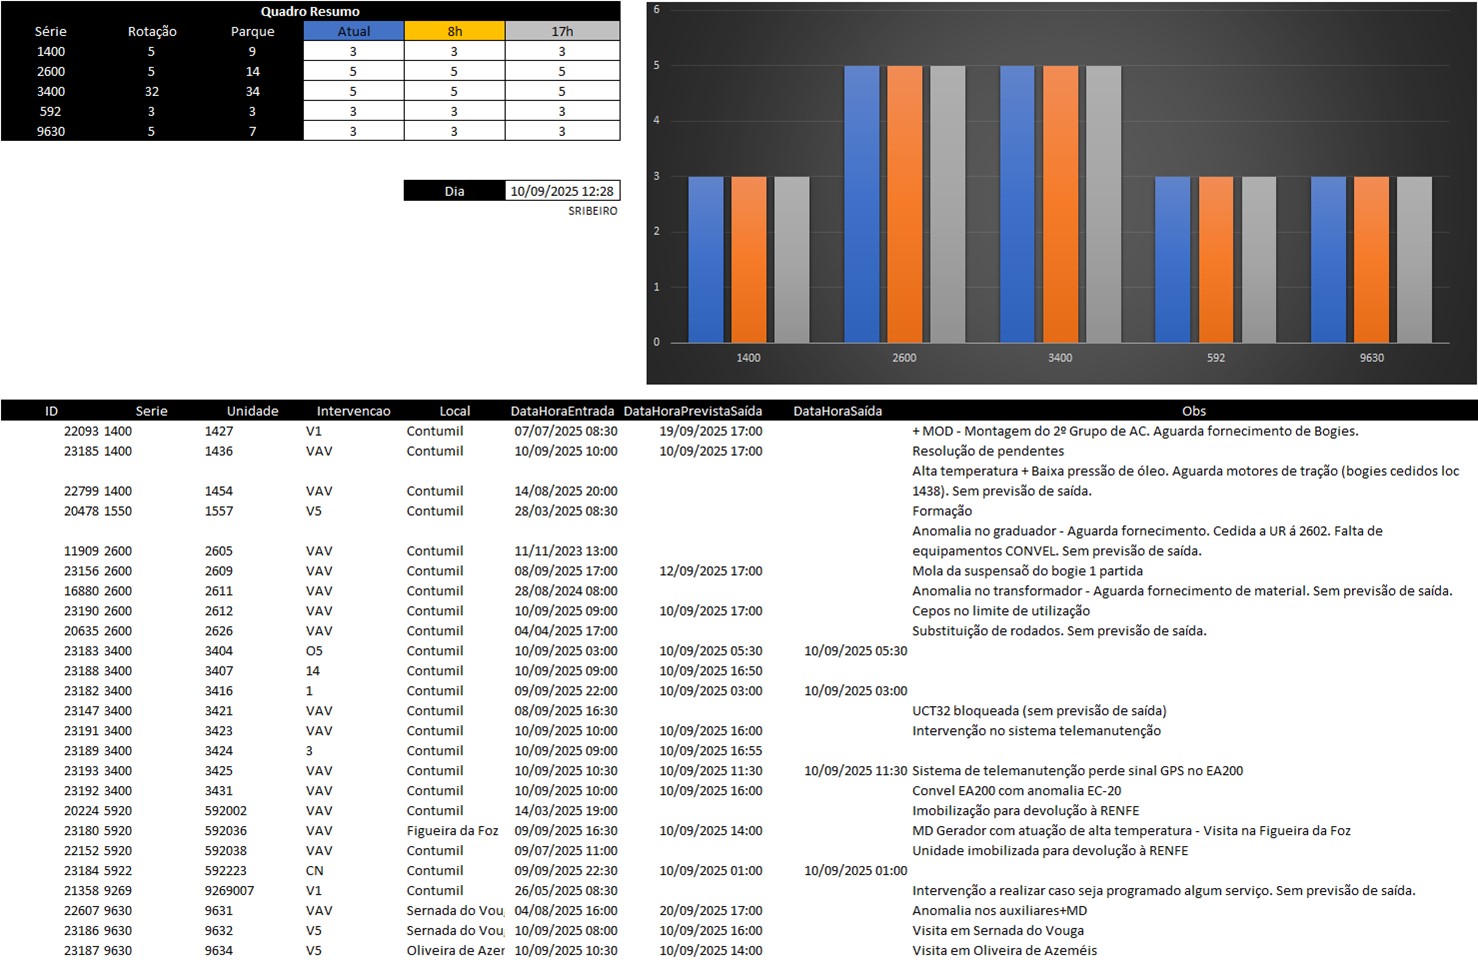 Quadro Resumo
Série Rotação Parque Atual 8h 17h
1400 5 9 3 3 3
2600 5 14 5 5 5
3400 32 34 5 5 5
592 3 3 3 3 3
9630 5 7 3 3 3
Dia 10/09/2025 12:28
SRIBEIRO
6
5
4
3
2
1
0
1400 2600 3400 592 9630
ID Serie Unidade Intervencao Local DataHoraEntrada DataHoraPrevistaSaída DataHoraSaída Obs
22093 1400 1427 V1 Contumil 07/07/2025 08:30 19/09/2025 17:00 + MOD - Montagem do 2º Grupo de AC. Aguarda fornecimento de Bogies.
23185 1400 1436 VAV Contumil 10/09/2025 10:00 10/09/2025 17:00 Resolução de pendentes
Alta temperatura + Baixa pressão de óleo. Aguarda motores de tração (bogies cedidos loc
22799 1400 1454 VAV Contumil 14/08/2025 20:00 1438). Sem previsão de saída.
20478 1550 1557 V5 Contumil 28/03/2025 08:30 Formação
Anomalia no graduador - Aguarda fornecimento. Cedida a UR á 2602. Falta de
11909 2600 2605 VAV Contumil 11/11/2023 13:00 equipamentos CONVEL. Sem previsão de saída.
23156 2600 2609 VAV Contumil 08/09/2025 17:00 12/09/2025 17:00 Mola da suspensaõ do bogie 1 partida
16880 2600 2611 VAV Contumil 28/08/2024 08:00 Anomalia no transformador - Aguarda fornecimento de material. Sem previsão de saída.
23190 2600 2612 VAV Contumil 10/09/2025 09:00 10/09/2025 17:00 Cepos no limite de utilização
20635 2600 2626 VAV Contumil 04/04/2025 17:00 Substituição de rodados. Sem previsão de saída.
23183 3400 3404 O5 Contumil 10/09/2025 03:00 10/09/2025 05:30 10/09/2025 05:30
23188 3400 3407 14 Contumil 10/09/2025 09:00 10/09/2025 16:50
23182 3400 3416 1 Contumil 09/09/2025 22:00 10/09/2025 03:00 10/09/2025 03:00
23147 3400 3421 VAV Contumil 08/09/2025 16:30 UCT32 bloqueada (sem previsão de saída)
23191 3400 3423 VAV Contumil 10/09/2025 10:00 10/09/2025 16:00 Intervenção no sistema telemanutenção
23189 3400 3424 3 Contumil 10/09/2025 09:00 10/09/2025 16:55
23193 3400 3425 VAV Contumil 10/09/2025 10:30 10/09/2025 11:30 10/09/2025 11:30 Sistema de telemanutenção perde sinal GPS no EA200
23192 3400 3431 VAV Contumil 10/09/2025 10:00 10/09/2025 16:00 Convel EA200 com anomalia EC-20
20224 5920 592002 VAV Contumil 14/03/2025 19:00 Imobilização para devolução à RENFE
23180 5920 592036 VAV Figueira da Foz 09/09/2025 16:30 10/09/2025 14:00 MD Gerador com atuação de alta temperatura - Visita na Figueira da Foz
22152 5920 592038 VAV Contumil 09/07/2025 11:00 Unidade imobilizada para devolução à RENFE
23184 5922 592223 CN Contumil 09/09/2025 22:30 10/09/2025 01:00 10/09/2025 01:00
21358 9269 9269007 V1 Contumil 26/05/2025 08:30 Intervenção a realizar caso seja programado algum serviço. Sem previsão de saída.
22607 9630 9631 VAV Sernada do Voug 04/08/2025 16:00 20/09/2025 17:00 Anomalia nos auxiliares+MD
23186 9630 9632 V5 Sernada do Voug 10/09/2025 08:00 10/09/2025 16:00 Visita em Sernada do Vouga
23187 9630 9634 V5 Oliveira de Azer 10/09/2025 10:30 10/09/2025 14:00 Visita em Oliveira de Azeméis